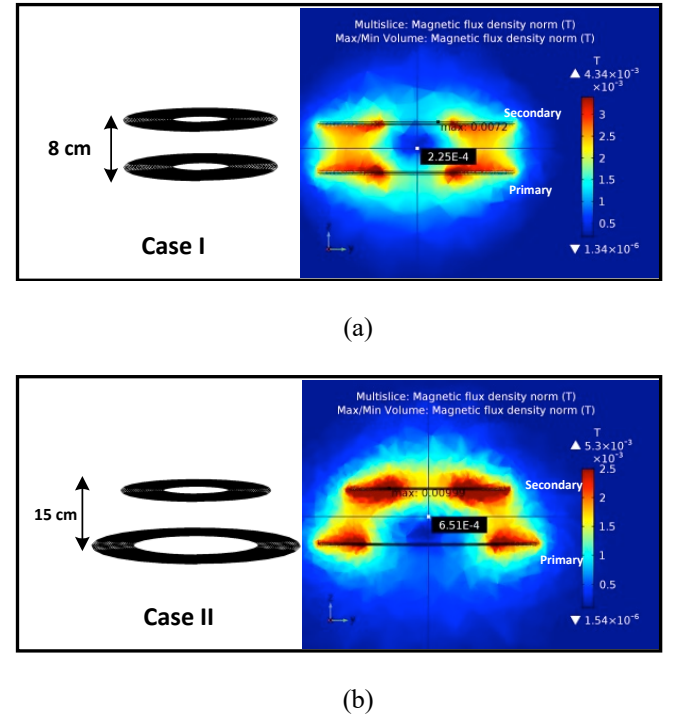 Multislice: Magnetic flux density norm (T)
Max/Min Volume: Magnetic flux density norm (T)
T
▲ 4.34×10⁻³
×10⁻³
3
2.5
2
1.5
1
0.5
▼ 1.34×10⁻⁶
Secondary
max: 0.0072
2.25E-4
Primary
z
y
8 cm
Case I
(a)
Multislice: Magnetic flux density norm (T)
Max/Min Volume: Magnetic flux density norm (T)
T
▲ 5.3×10⁻³
×10⁻³
2.5
2
1.5
1
0.5
▼ 1.54×10⁻⁶
Secondary
6.51E-4
Primary
z
y
15 cm
Case II
(b)